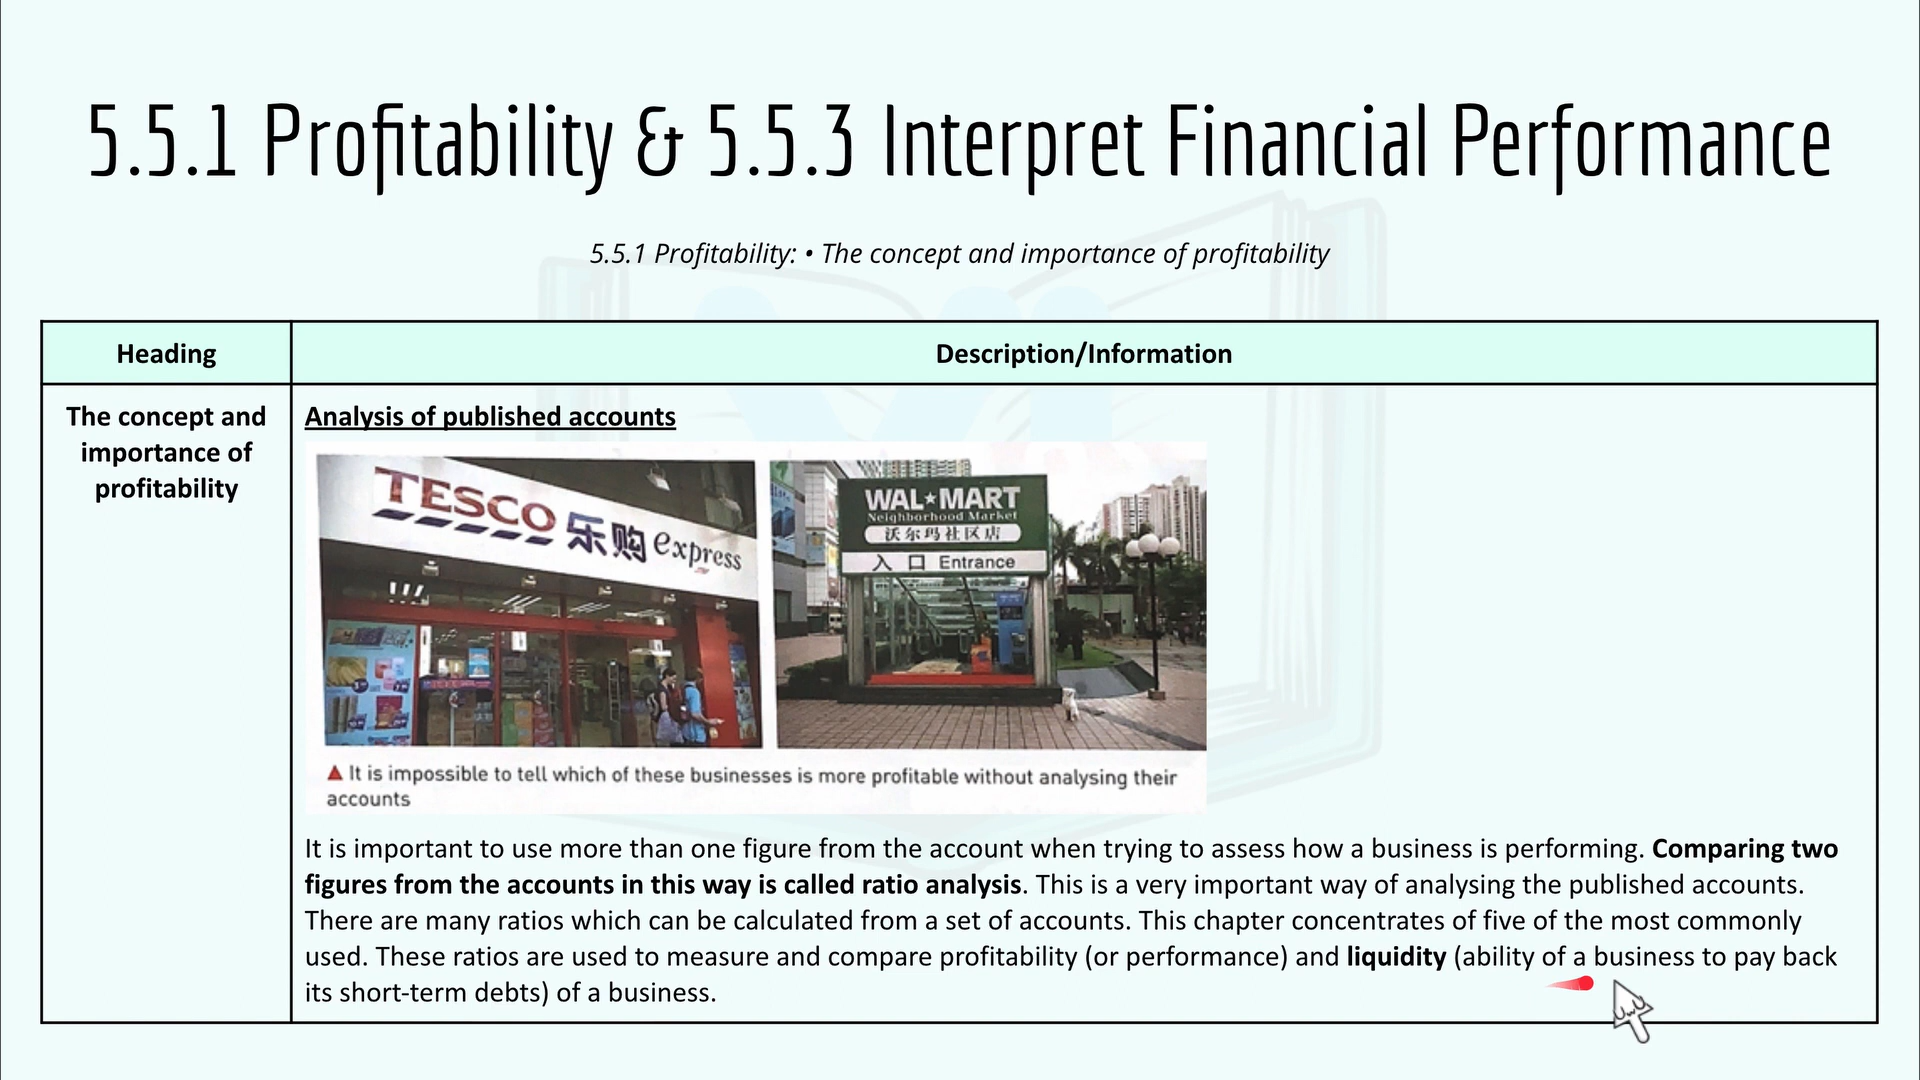 5.5.1 Profitability & 5.5.3 Interpret Financial Performance
5.5.1 Profitability: • The concept and importance of profitability
Heading
Description/Information
The concept and
importance of
profitability
Analysis of published accounts
TESCO 乐购 express
WAL★MART
Neighborhood Market
沃尔玛社区店
入口 Entrance
▲ It is impossible to tell which of these businesses is more profitable without analysing their
accounts
It is important to use more than one figure from the account when trying to assess how a business is performing. Comparing two
figures from the accounts in this way is called ratio analysis. This is a very important way of analysing the published accounts.
There are many ratios which can be calculated from a set of accounts. This chapter concentrates of five of the most commonly
used. These ratios are used to measure and compare profitability (or performance) and liquidity (ability of a business to pay back
its short-term debts) of a business.